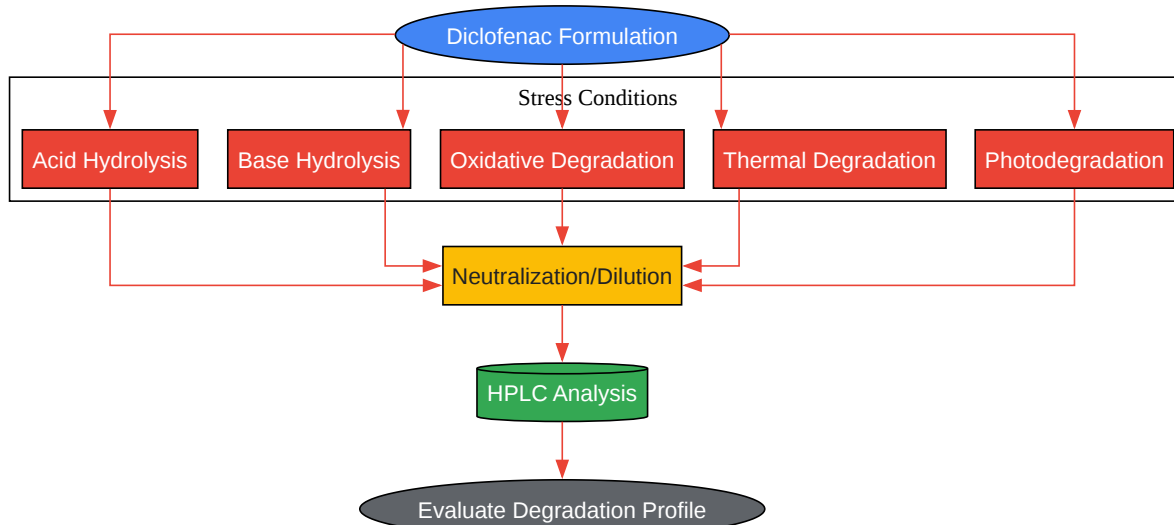 Diclofenac Formulation
Stress Conditions
Acid Hydrolysis
Base Hydrolysis
Oxidative Degradation
Thermal Degradation
Photodegradation
Neutralization/Dilution
HPLC Analysis
Evaluate Degradation Profile